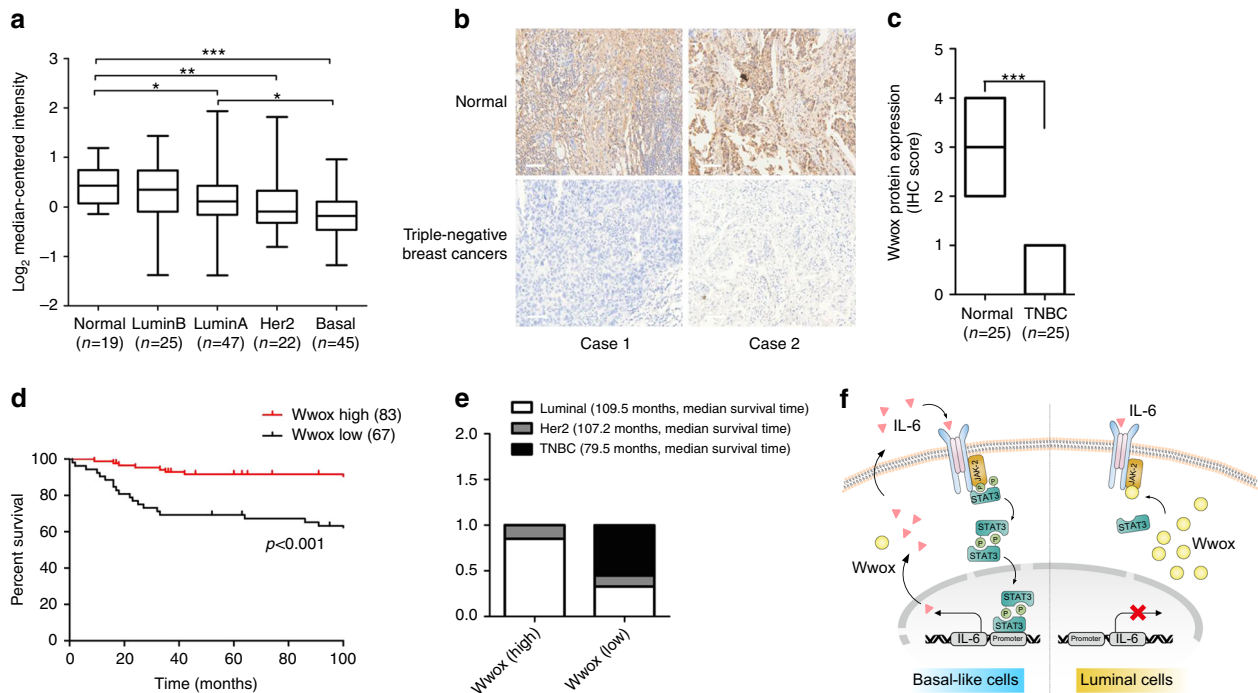 a
Log2 median-centered intensity
3
2
1
0
−1
−2
***
**
*
*
Normal
(n=19)
LuminB
(n=25)
LuminA
(n=47)
Her2
(n=22)
Basal
(n=45)
b
Normal
Triple-negative
breast cancers
Case 1
Case 2
c
Wwox protein expression
(IHC score)
5
4
3
2
1
0
***
Normal
(n=25)
TNBC
(n=25)
d
Wwox high (83)
Wwox low (67)
Percent survival
100
80
60
40
20
0
p<0.001
0
20
40
60
80
100
Time (months)
e
Luminal (109.5 months, median survival time)
Her2 (107.2 months, median survival time)
TNBC (79.5 months, median survival time)
2.0
1.5
1.0
0.5
0.0
Wwox (high)
Wwox (low)
f
IL-6
JAK-2
P
P
STAT3
STAT3
P
P
STAT3
Wwox
STAT3
P
P
STAT3
IL-6
Promoter
Basal-like cells
IL-6
JAK-2
STAT3
Wwox
Promoter
IL-6
Luminal cells